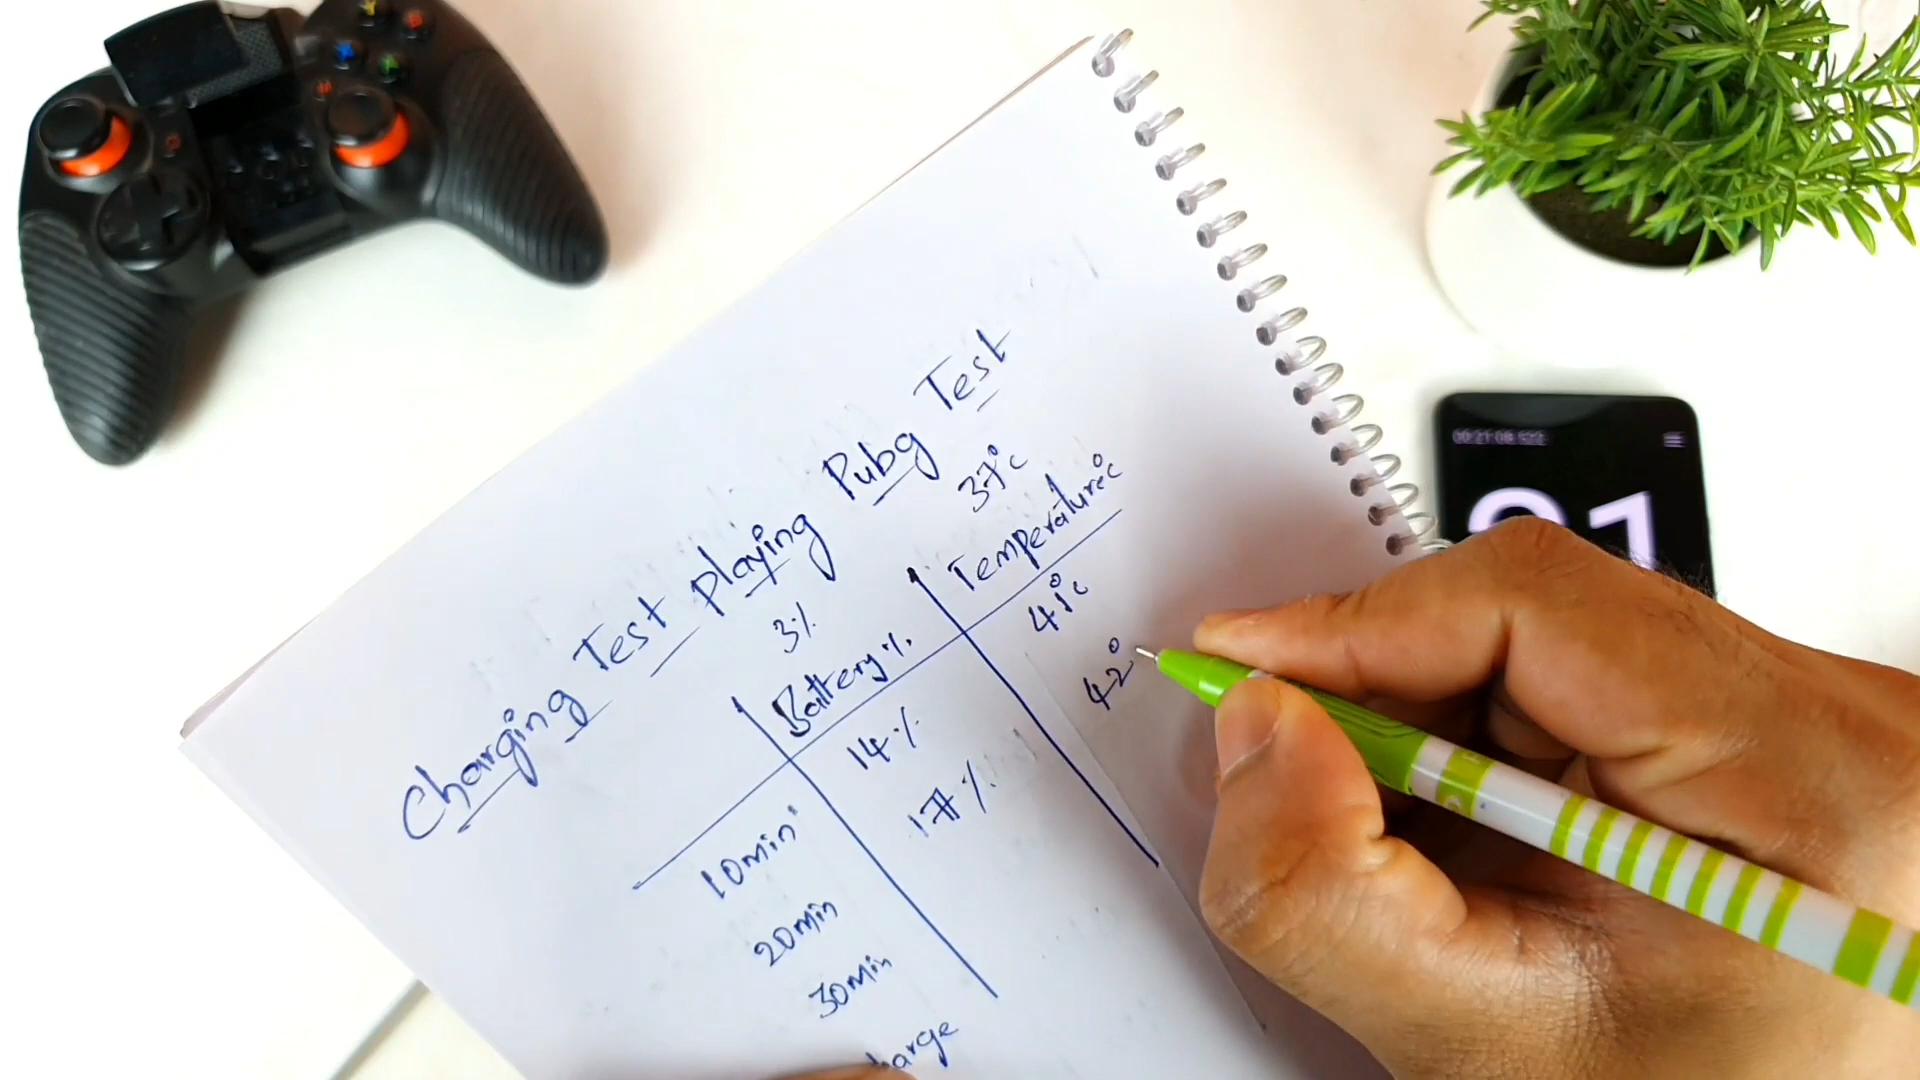 Charging Test Playing Pubg Test
3% 37°c
Battery% Temperature°c
10min 14% 41°c
20min 17% 42°
30min